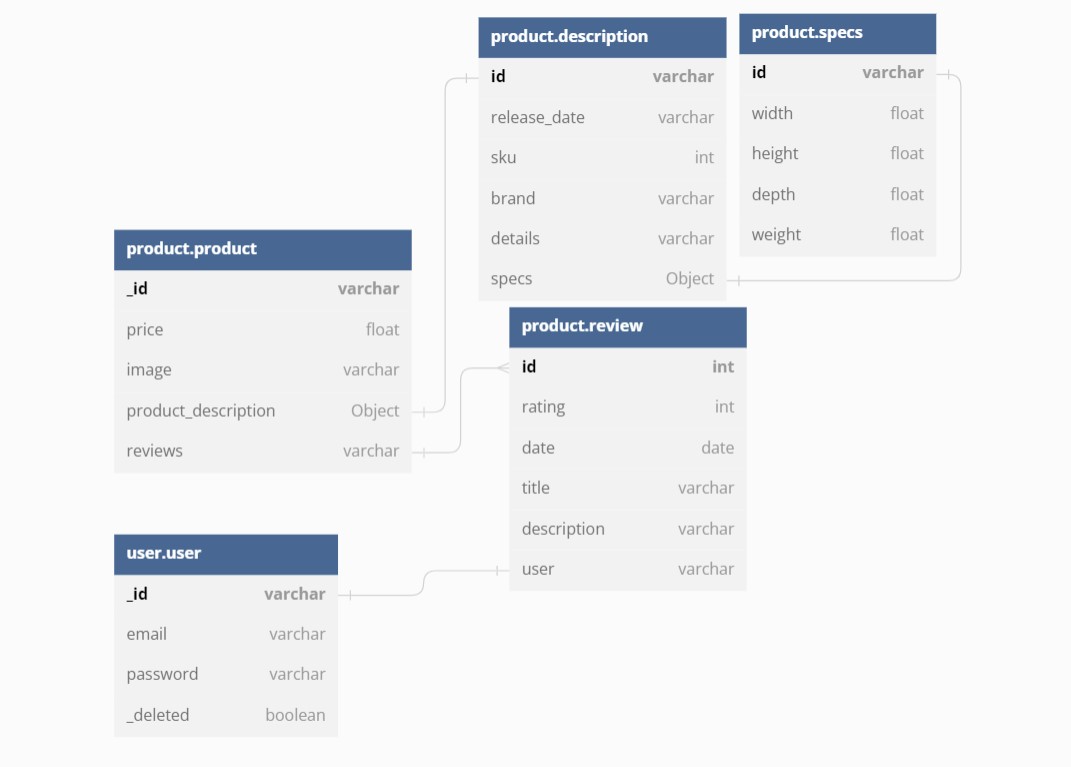 product.description
id varchar
release_date varchar
sku int
brand varchar
details varchar
specs Object
product.specs
id varchar
width float
height float
depth float
weight float
product.product
_id varchar
price float
image varchar
product_description Object
reviews varchar
product.review
id int
rating int
date date
title varchar
description varchar
user varchar
user.user
_id varchar
email varchar
password varchar
_deleted boolean